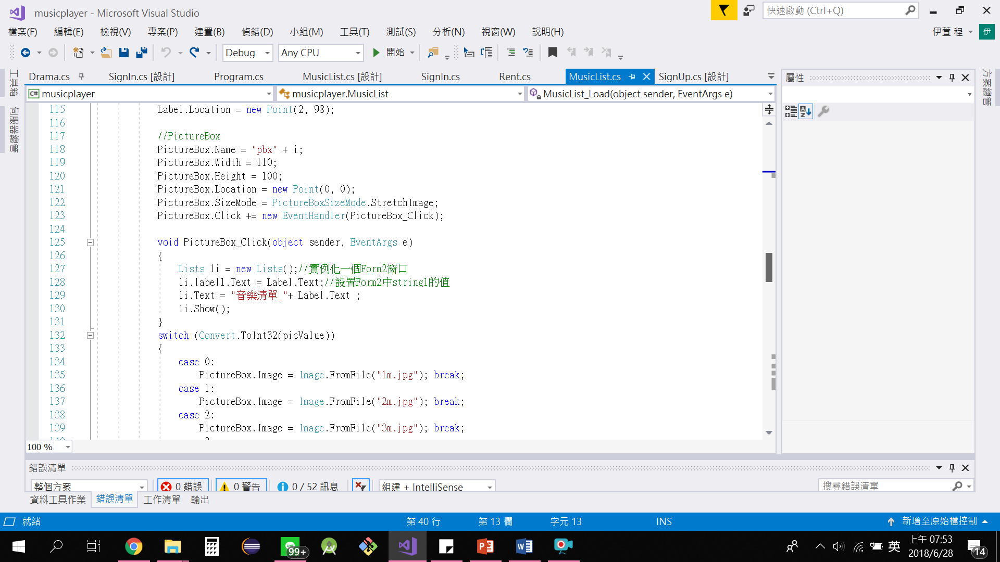 musicplayer - Microsoft Visual Studio
快速啟動 (Ctrl+Q)
檔案(F) 編輯(E) 檢視(V) 專案(P) 建置(B) 偵錯(D) 小組(M) 工具(T) 測試(S) 分析(N) 視窗(W) 說明(H)
伊萱 程
伊
Debug
Any CPU
開始
工具箱
伺服器總管
Drama.cs
SignIn.cs [設計]
Program.cs
MusicList.cs [設計]
SignIn.cs
Rent.cs
MusicList.cs
SignUp.cs [設計]
屬性
方案總管
C# musicplayer
musicplayer.MusicList
MusicList_Load(object sender, EventArgs e)
115 Label.Location = new Point(2, 98);
116
117 //PictureBox
118 PictureBox.Name = "pbx" + i;
119 PictureBox.Width = 110;
120 PictureBox.Height = 100;
121 PictureBox.Location = new Point(0, 0);
122 PictureBox.SizeMode = PictureBoxSizeMode.StretchImage;
123 PictureBox.Click += new EventHandler(PictureBox_Click);
124
125 void PictureBox_Click(object sender, EventArgs e)
126 {
127 Lists li = new Lists();//實例化一個Form2窗口
128 li.label1.Text = Label.Text;//設置Form2中string1的值
129 li.Text = "音樂清單_"+ Label.Text ;
130 li.Show();
131 }
132 switch (Convert.ToInt32(picValue))
133 {
134 case 0:
135 PictureBox.Image = Image.FromFile("1m.jpg"); break;
136 case 1:
137 PictureBox.Image = Image.FromFile("2m.jpg"); break;
138 case 2:
139 PictureBox.Image = Image.FromFile("3m.jpg"); break;
100 %
錯誤清單
整個方案
0 錯誤
0 警告
0 / 52 訊息
組建 + IntelliSense
搜尋錯誤清單
資料工具作業 錯誤清單 工作清單 輸出
就緒
第 40 行
第 13 欄
字元 13
INS
新增至原始檔控制
LINE
99+
英
上午 07:53
2018/6/28
14